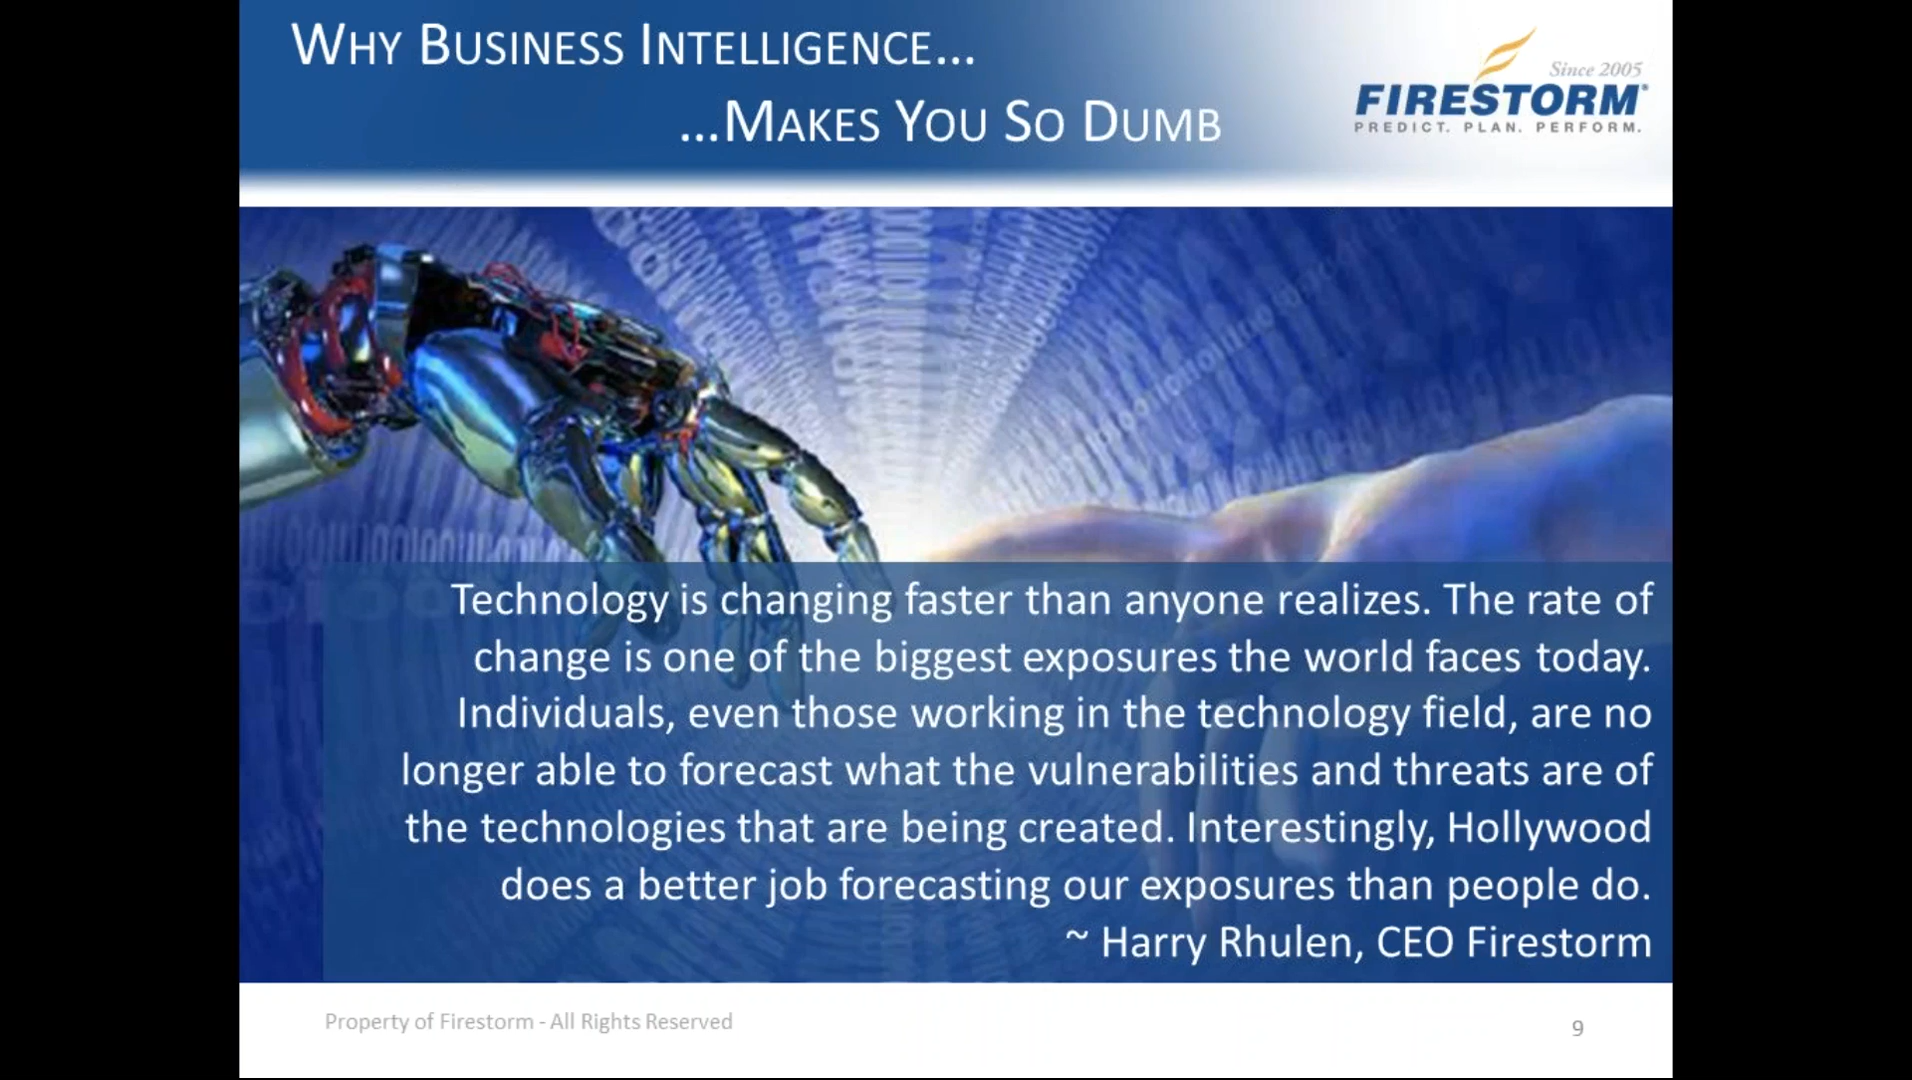 WHY BUSINESS INTELLIGENCE...
...MAKES YOU SO DUMB
Since 2005
FIRESTORM®
PREDICT. PLAN. PERFORM.
Technology is changing faster than anyone realizes. The rate of
change is one of the biggest exposures the world faces today.
Individuals, even those working in the technology field, are no
longer able to forecast what the vulnerabilities and threats are of
the technologies that are being created. Interestingly, Hollywood
does a better job forecasting our exposures than people do.
~ Harry Rhulen, CEO Firestorm
Property of Firestorm - All Rights Reserved
9